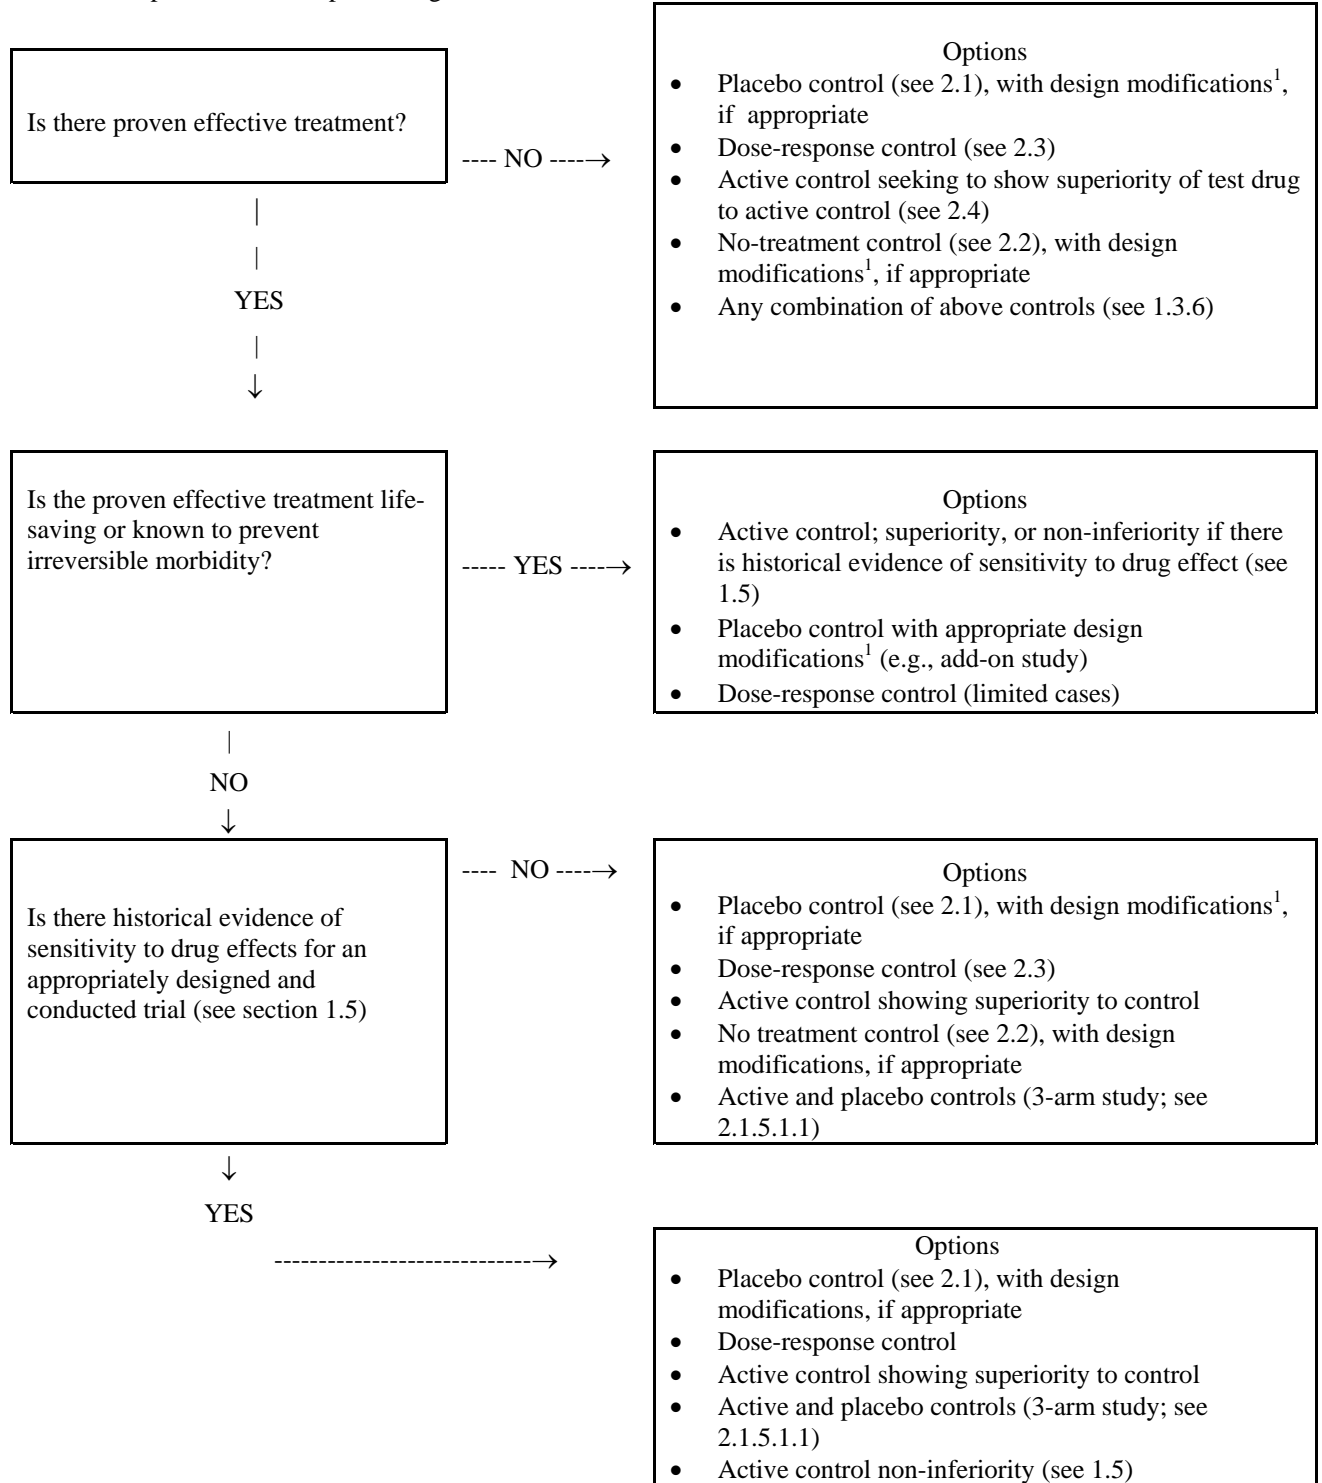 Options
• Placebo control (see 2.1), with design modifications1,
if appropriate
• Dose-response control (see 2.3)
• Active control seeking to show superiority of test drug
to active control (see 2.4)
• No-treatment control (see 2.2), with design
modifications1, if appropriate
• Any combination of above controls (see 1.3.6)
Is there proven effective treatment?
---- NO ----→
|
|
YES
|
↓
Is the proven effective treatment life-
saving or known to prevent
irreversible morbidity?
----- YES ----→
Options
• Active control; superiority, or non-inferiority if there
is historical evidence of sensitivity to drug effect (see
1.5)
• Placebo control with appropriate design
modifications1 (e.g., add-on study)
• Dose-response control (limited cases)
|
NO
↓
Is there historical evidence of
sensitivity to drug effects for an
appropriately designed and
conducted trial (see section 1.5)
---- NO ----→
Options
• Placebo control (see 2.1), with design modifications1,
if appropriate
• Dose-response control (see 2.3)
• Active control showing superiority to control
• No treatment control (see 2.2), with design
modifications, if appropriate
• Active and placebo controls (3-arm study; see
2.1.5.1.1)
↓
YES
----------------------------→
Options
• Placebo control (see 2.1), with design
modifications, if appropriate
• Dose-response control
• Active control showing superiority to control
• Active and placebo controls (3-arm study; see
2.1.5.1.1)
• Active control non-inferiority (see 1.5)